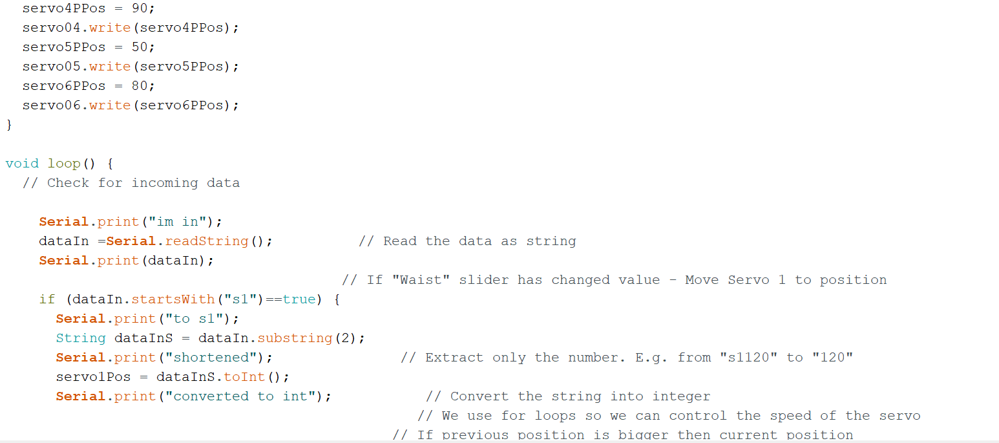 servo4PPos = 90;
servo04.write(servo4PPos);
servo5PPos = 50;
servo05.write(servo5PPos);
servo6PPos = 80;
servo06.write(servo6PPos);
}
void loop() {
// Check for incoming data
Serial.print("im in");
dataIn =Serial.readString(); // Read the data as string
Serial.print(dataIn);
// If "Waist" slider has changed value - Move Servo 1 to position
if (dataIn.startsWith("s1")==true) {
Serial.print("to s1");
String dataInS = dataIn.substring(2);
Serial.print("shortened"); // Extract only the number. E.g. from "s1120" to "120"
servo1Pos = dataInS.toInt();
Serial.print("converted to int"); // Convert the string into integer
// We use for loops so we can control the speed of the servo
// If previous position is bigger then current position